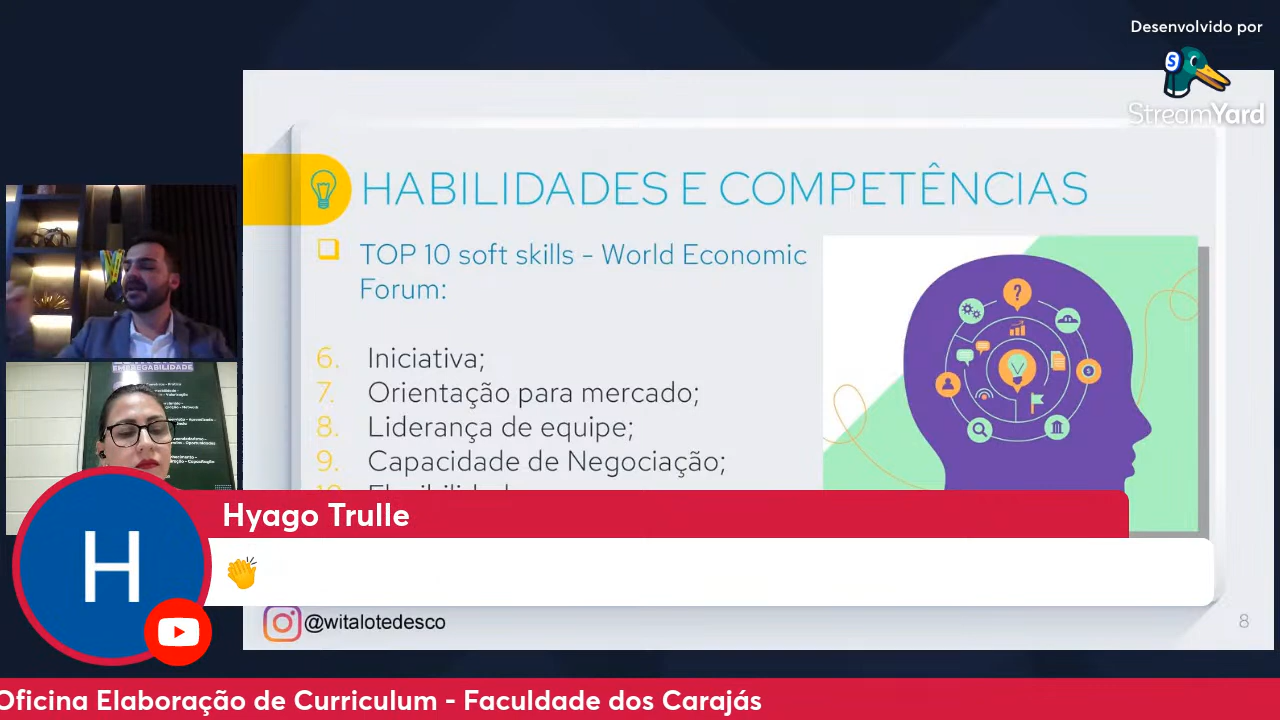 Desenvolvido por
StreamYard
HABILIDADES E COMPETÊNCIAS
TOP 10 soft skills - World Economic
Forum:
6. Iniciativa;
7. Orientação para mercado;
8. Liderança de equipe;
9. Capacidade de Negociação;
EMPREGABILIDADE
Hyago Trulle
H
👏
@witalotedesco
8
Oficina Elaboração de Curriculum - Faculdade dos Carajás